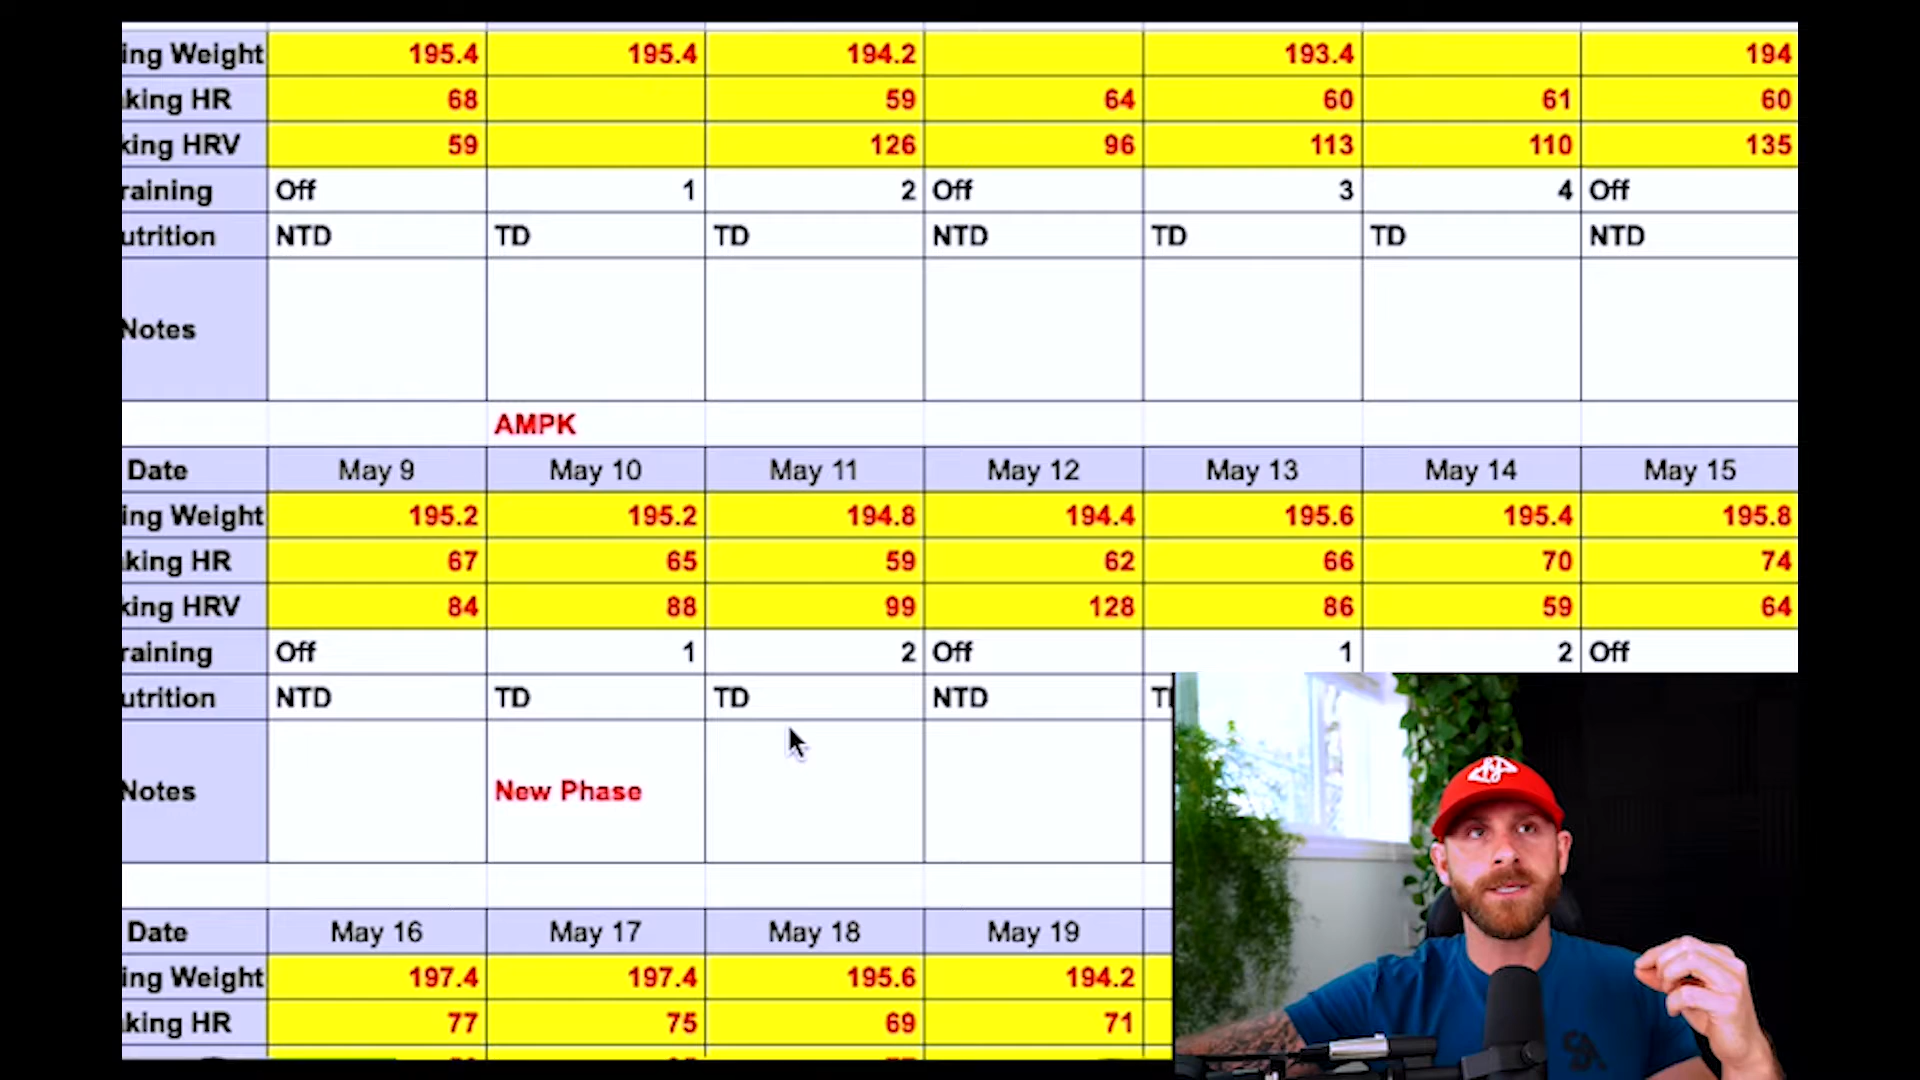 ing Weight 195.4 195.4 194.2 193.4 194
king HR 68 59 64 60 61 60
king HRV 59 126 96 113 110 135
raining Off 1 2 Off 3 4 Off
utrition NTD TD TD NTD TD TD NTD
Notes
AMPK
Date May 9 May 10 May 11 May 12 May 13 May 14 May 15
ing Weight 195.2 195.2 194.8 194.4 195.6 195.4 195.8
king HR 67 65 59 62 66 70 74
king HRV 84 88 99 128 86 59 64
raining Off 1 2 Off 1 2 Off
utrition NTD TD TD NTD
Notes New Phase
Date May 16 May 17 May 18 May 19
ing Weight 197.4 197.4 195.6 194.2
king HR 77 75 69 71